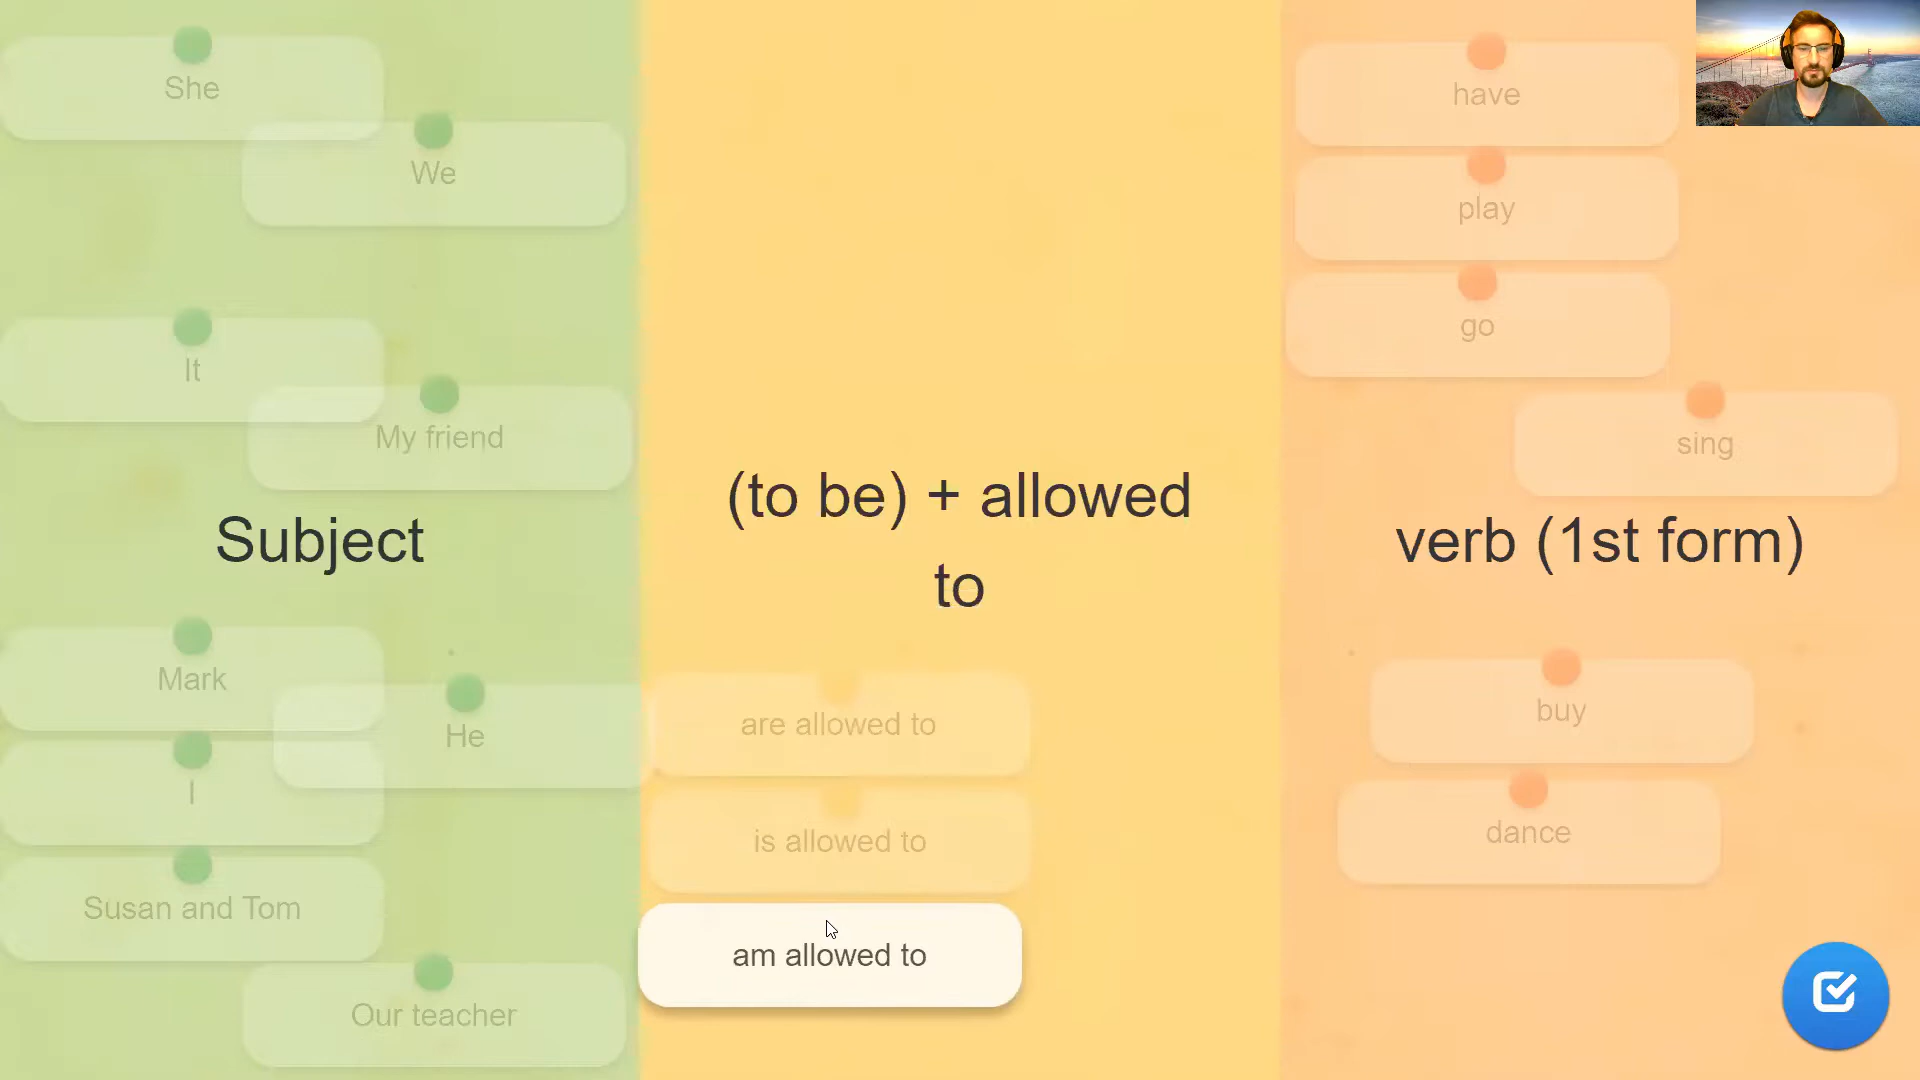 She
We
It
My friend
Subject
Mark
He
I
Susan and Tom
Our teacher
(to be) + allowed
to
are allowed to
is allowed to
am allowed to
have
play
go
sing
verb (1st form)
buy
dance